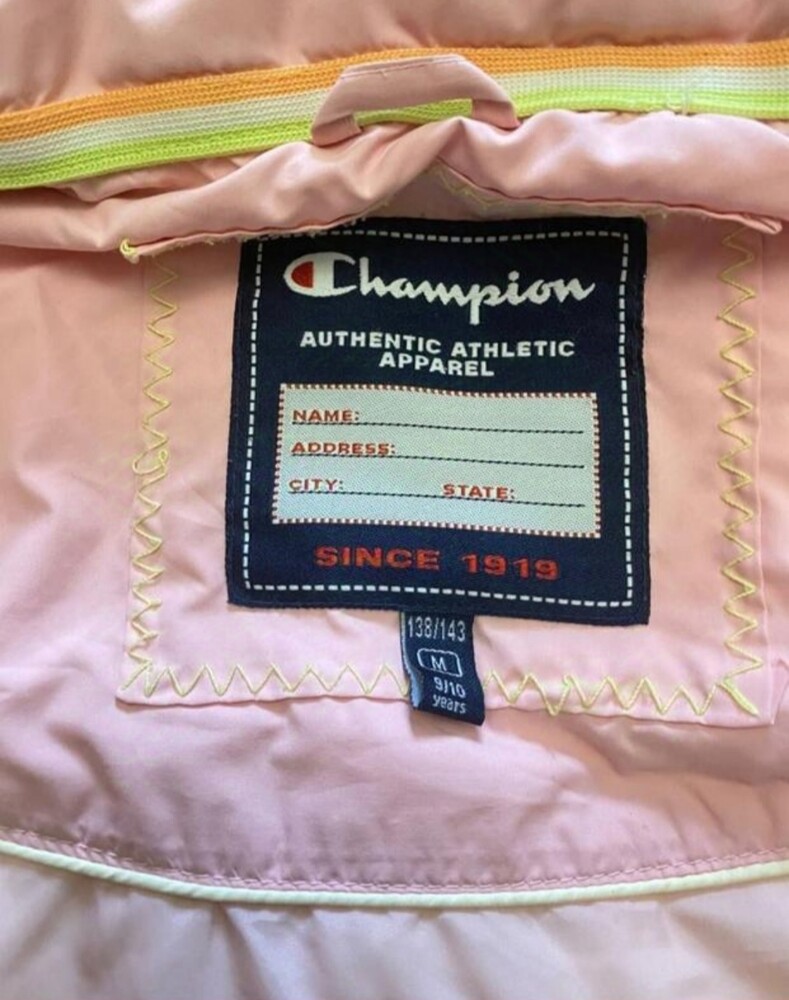 Champion
AUTHENTIC ATHLETIC
APPAREL
NAME:
ADDRESS:
CITY: STATE:
SINCE 1919
138/143
M
9/10
years